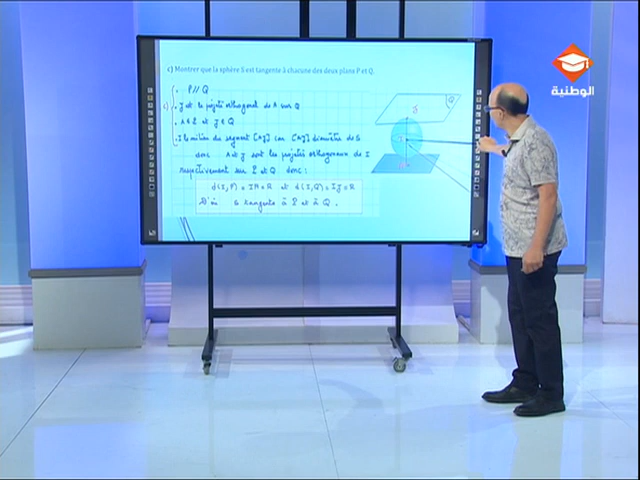 c) Montrer que la sphère S est tangente à chacune des deux plans P et Q.
P // Q
c)
J est le projeté orthogonal de A sur Q
A ∈ P et J ∈ Q
I le milieu du segment [AJ] car [AJ] diamètre de S
donc A et J sont les projetés orthogonaux de I
respectivement sur P et Q donc :
d(I,P) = IA = R et d(I,Q) = IJ = R
D'où S tangente à P et à Q.
Q
J
I
الوطنية